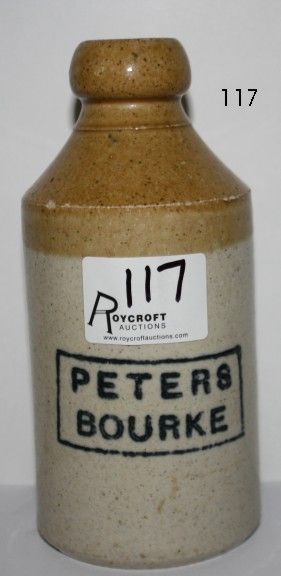 117
117
ROYCROFT
AUCTIONS
www.roycroftauctions.com
PETERS
BOURKE